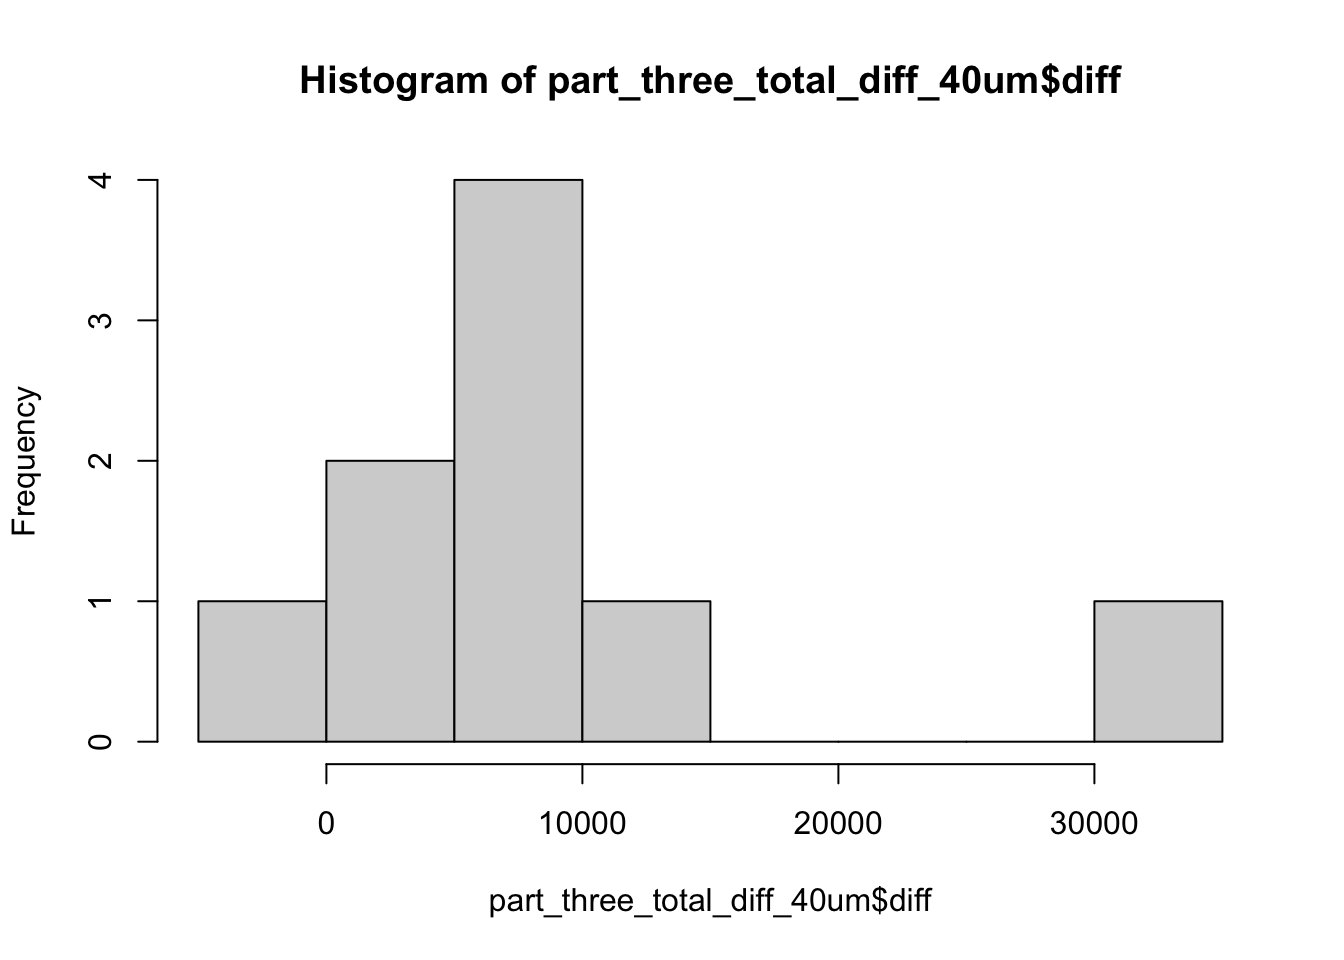 Histogram of part_three_total_diff_40um$diff
4
3
2
1
0
Frequency
0 10000 20000 30000
part_three_total_diff_40um$diff